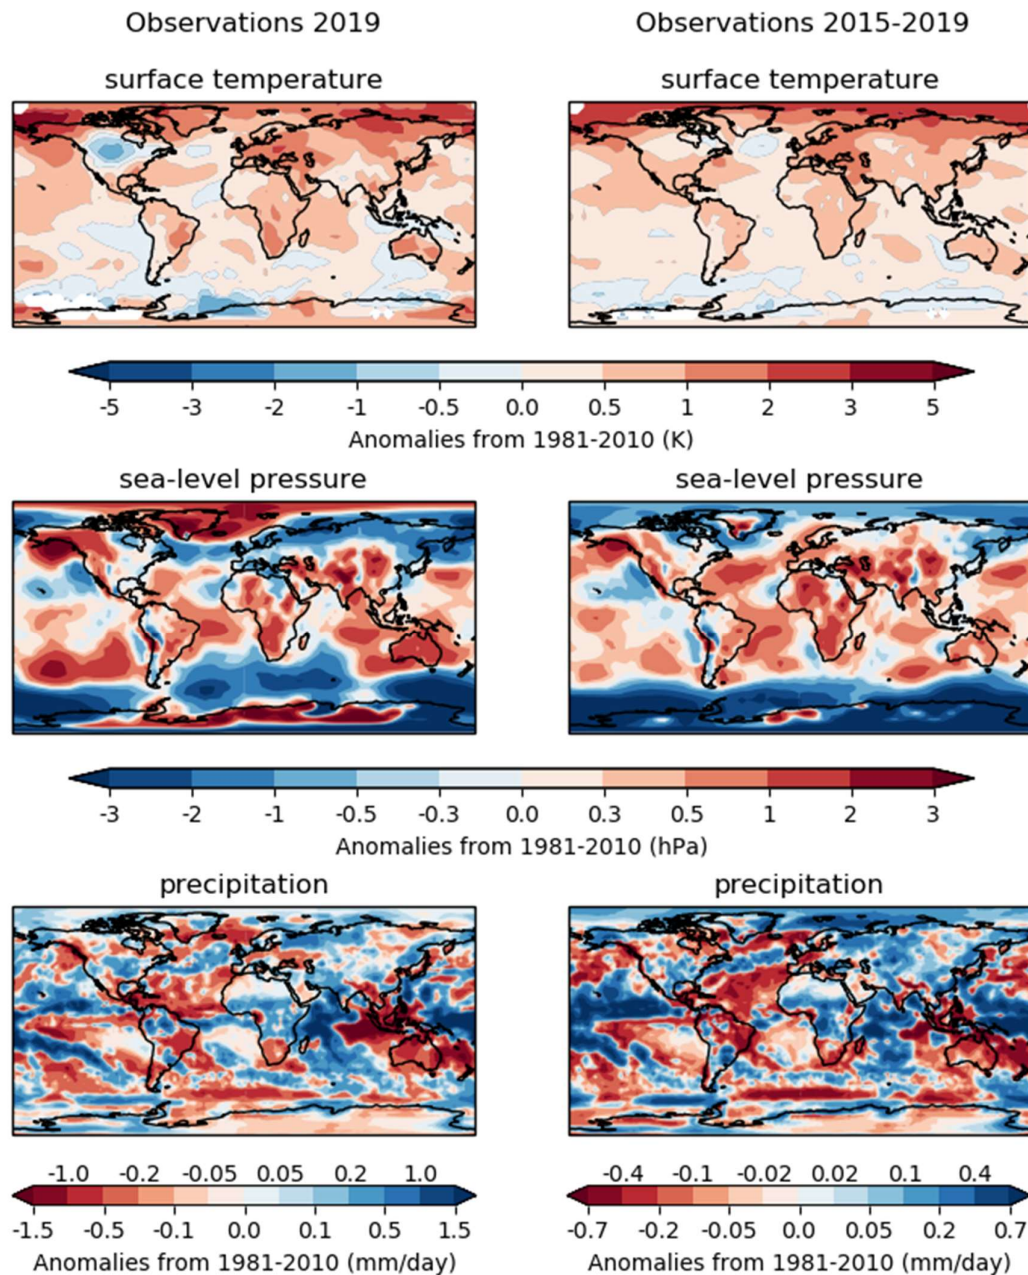 Observations 2019 Observations 2015-2019
surface temperature surface temperature
-5 -3 -2 -1 -0.5 0.0 0.5 1 2 3 5
Anomalies from 1981-2010 (K)
sea-level pressure sea-level pressure
-3 -2 -1 -0.5 -0.3 0.0 0.3 0.5 1 2 3
Anomalies from 1981-2010 (hPa)
precipitation precipitation
-1.0 -0.2 -0.05 0.05 0.2 1.0 -0.4 -0.1 -0.02 0.02 0.1 0.4
-1.5 -0.5 -0.1 0.0 0.1 0.5 1.5 -0.7 -0.2 -0.05 0.0 0.05 0.2 0.7
Anomalies from 1981-2010 (mm/day) Anomalies from 1981-2010 (mm/day)